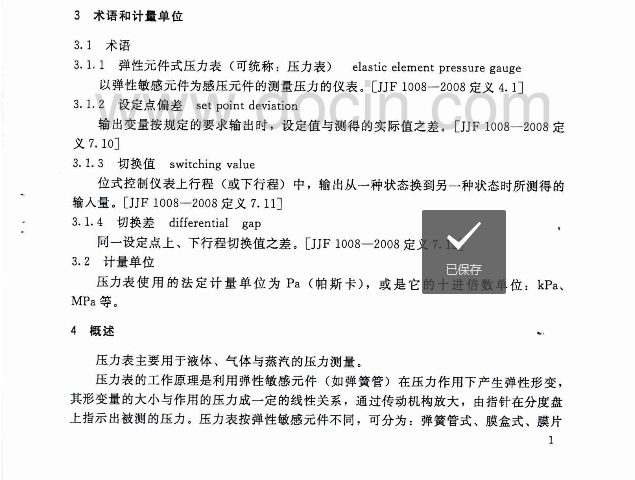 3 术语和计量单位
3.1 术语
3.1.1 弹性元件式压力表（可统称：压力表） elastic element pressure gauge
以弹性敏感元件为感压元件的测量压力的仪表。[JJF 1008—2008 定义 4.1]
3.1.2 设定点偏差 set point deviation
输出变量按规定的要求输出时，设定值与测得的实际值之差。[JJF 1008—2008 定
义 7.10]
3.1.3 切换值 switching value
位式控制仪表上行程（或下行程）中，输出从一种状态换到另一种状态时所测得的
输入量。[JJF 1008—2008 定义 7.11]
3.1.4 切换差 differential gap
同一设定点上、下行程切换值之差。[JJF 1008—2008 定义
已保存
3.2 计量单位
压力表使用的法定计量单位为 Pa（帕斯卡），或是它的十进倍数单位：kPa、
MPa 等。
4 概述
压力表主要用于液体、气体与蒸汽的压力测量。
压力表的工作原理是利用弹性敏感元件（如弹簧管）在压力作用下产生弹性形变，
其形变量的大小与作用的压力成一定的线性关系，通过传动机构放大，由指针在分度盘
上指示出被测的压力。压力表按弹性敏感元件不同，可分为：弹簧管式、膜盒式、膜片
1
www.docin.com